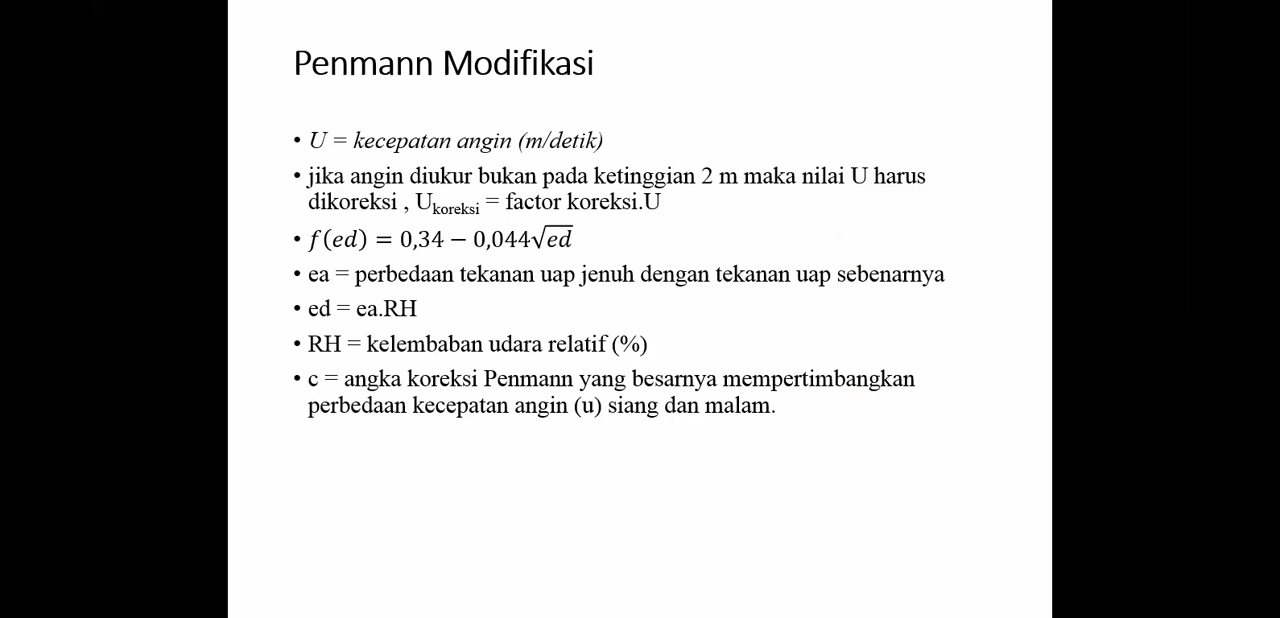 Penmann Modifikasi
• U = kecepatan angin (m/detik)
• jika angin diukur bukan pada ketinggian 2 m maka nilai U harus
dikoreksi , Ukoreksi = factor koreksi.U
• f(ed) = 0,34 − 0,044√ed
• ea = perbedaan tekanan uap jenuh dengan tekanan uap sebenarnya
• ed = ea.RH
• RH = kelembaban udara relatif (%)
• c = angka koreksi Penmann yang besarnya mempertimbangkan
perbedaan kecepatan angin (u) siang dan malam.